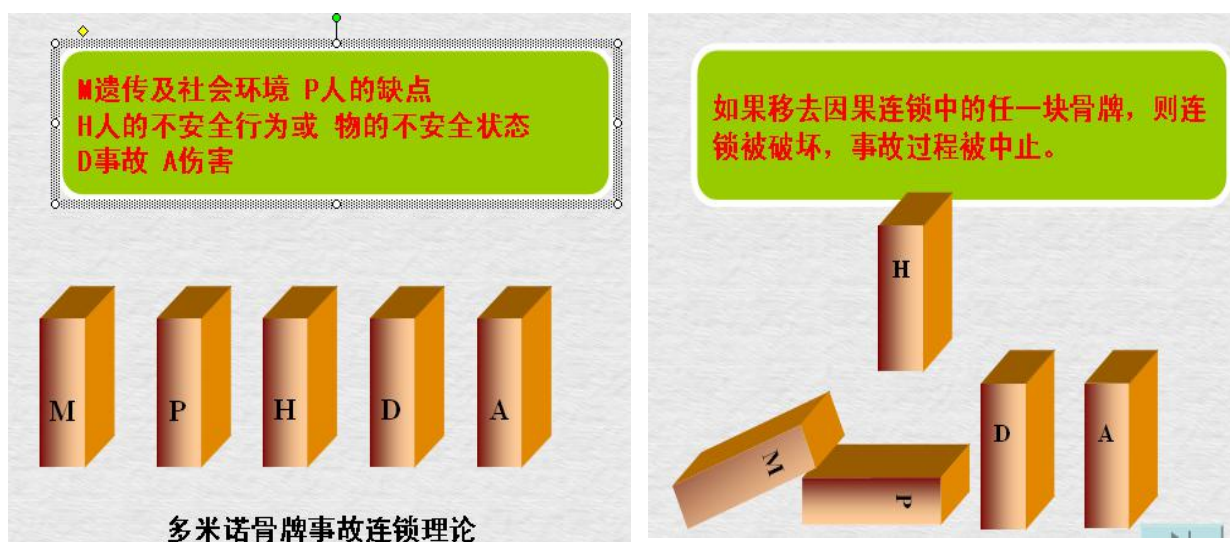 M遗传及社会环境 P人的缺点
H人的不安全行为或 物的不安全状态
D事故 A伤害
M
P
H
D
A
多米诺骨牌事故连锁理论
如果移去因果连锁中的任一块骨牌，则连
锁被破坏，事故过程被中止。
H
M
P
D
A